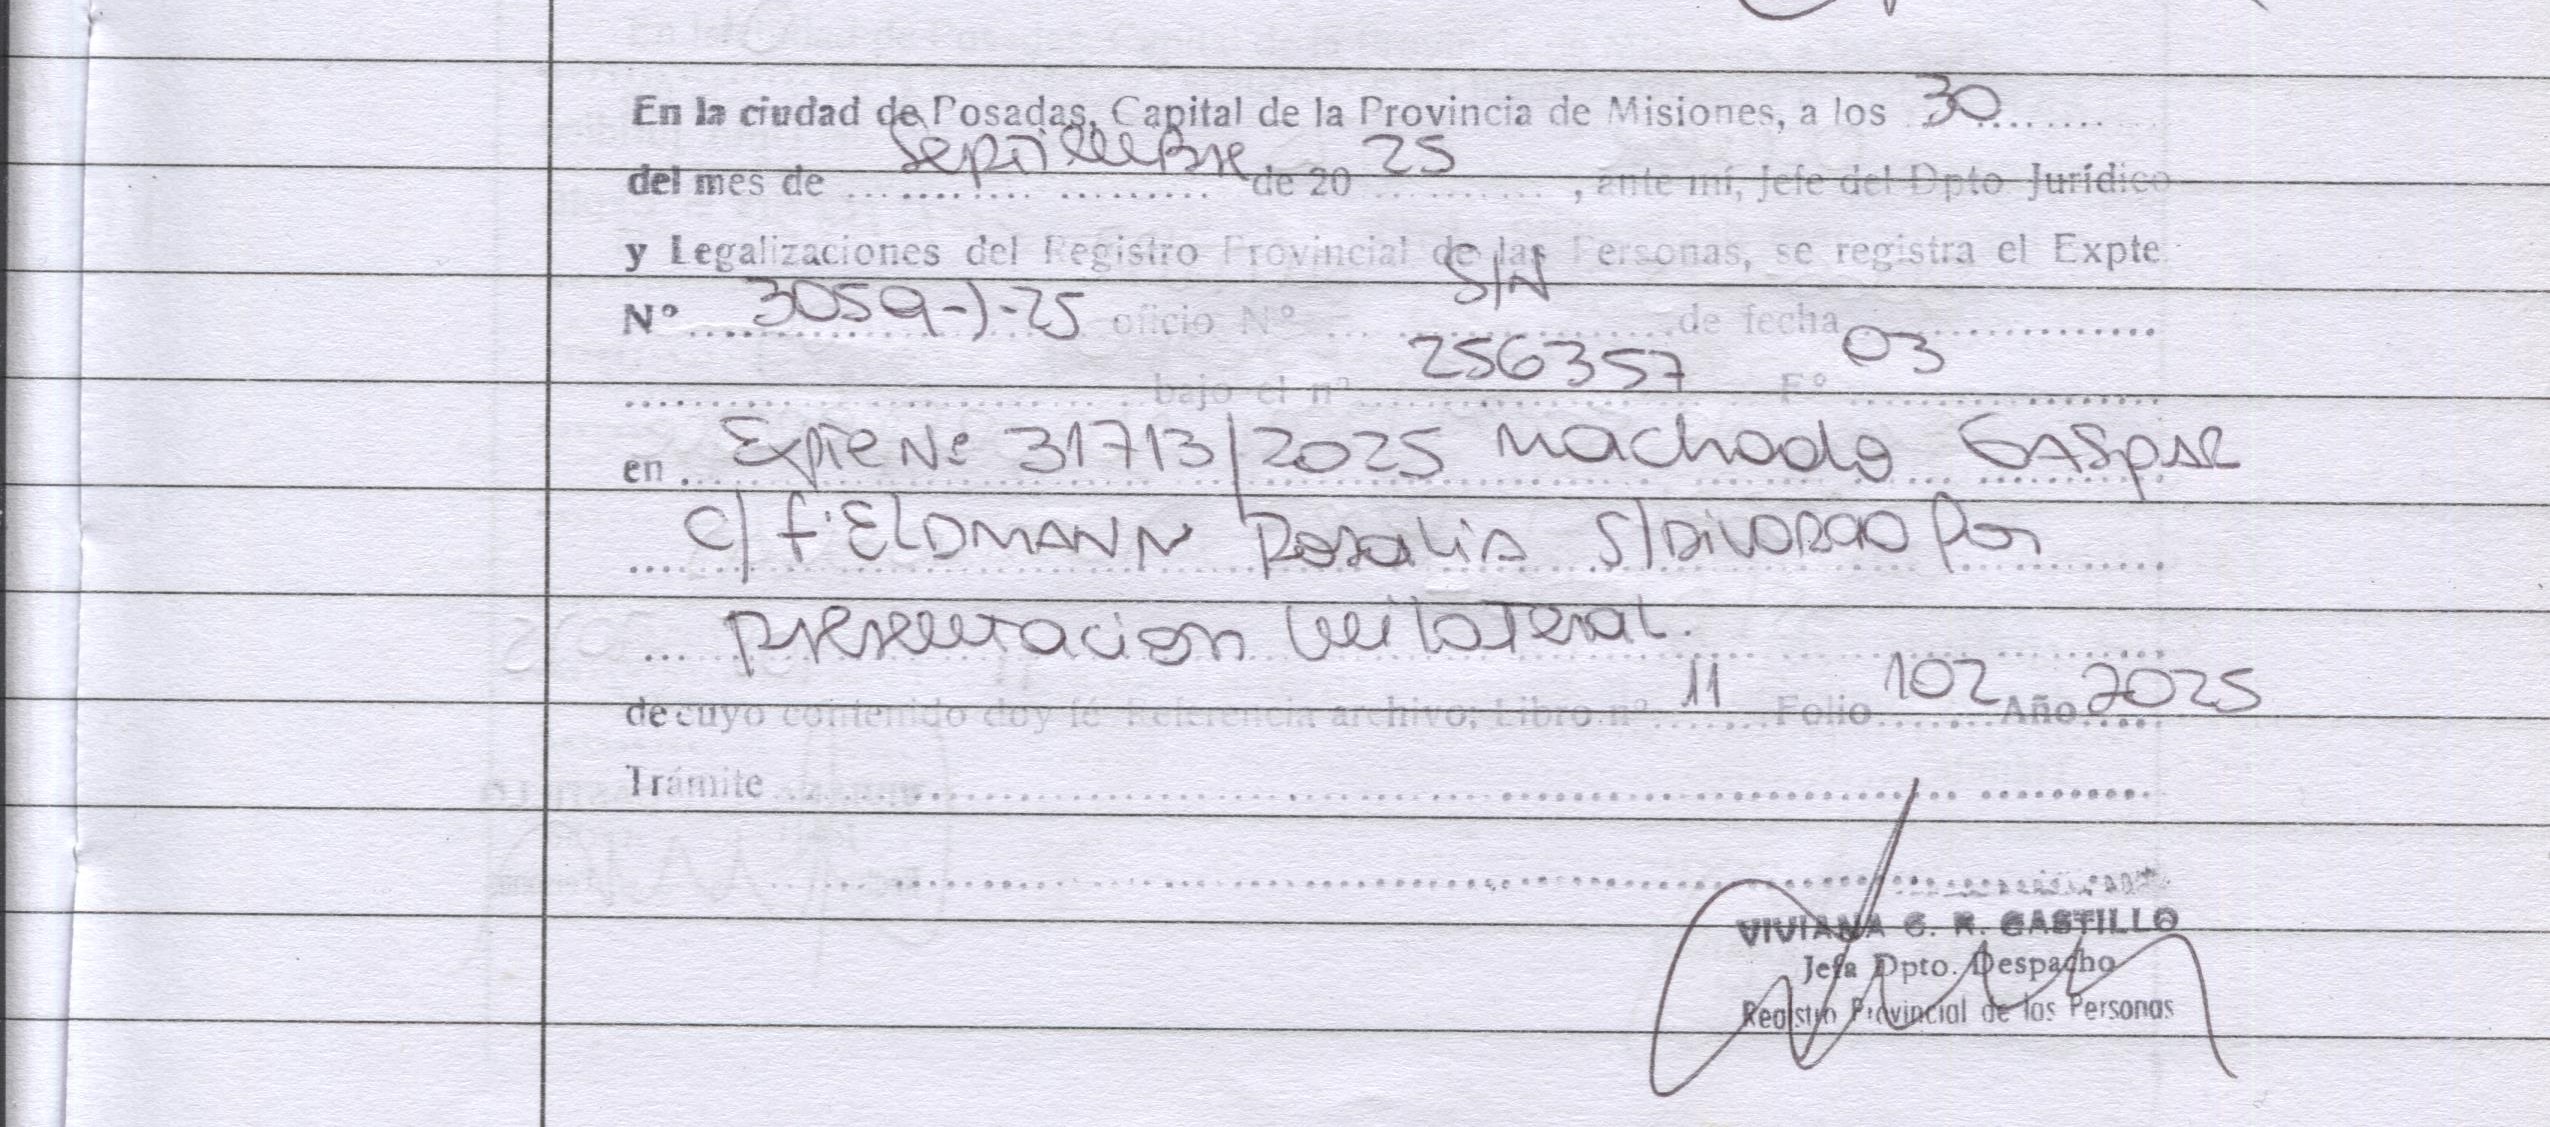 En la ciudad de Posadas, Capital de la Provincia de Misiones, a los 30
del mes de Septiembre de 2025, ante mí, Jefe del Dpto Jurídico
y Legalizaciones del Registro Provincial de las Personas, se registra el Expte
N° 3059-J-25 oficio N° S/N de fecha
bajo el n° 256357 F° 03
en Expte Nº 31713/2025 Machado Gaspar
c/ FiELDMANN Rosalia S/Divorcio Por
presentacion Unilateral.
de cuyo contenido doy fé Referencia archivo; Libro n° 11 Folio 102 Año 2025
Trámite
VIVIANA C. R. CASTILLO
Jefa Dpto. Despacho
Registro Provincial de las Personas